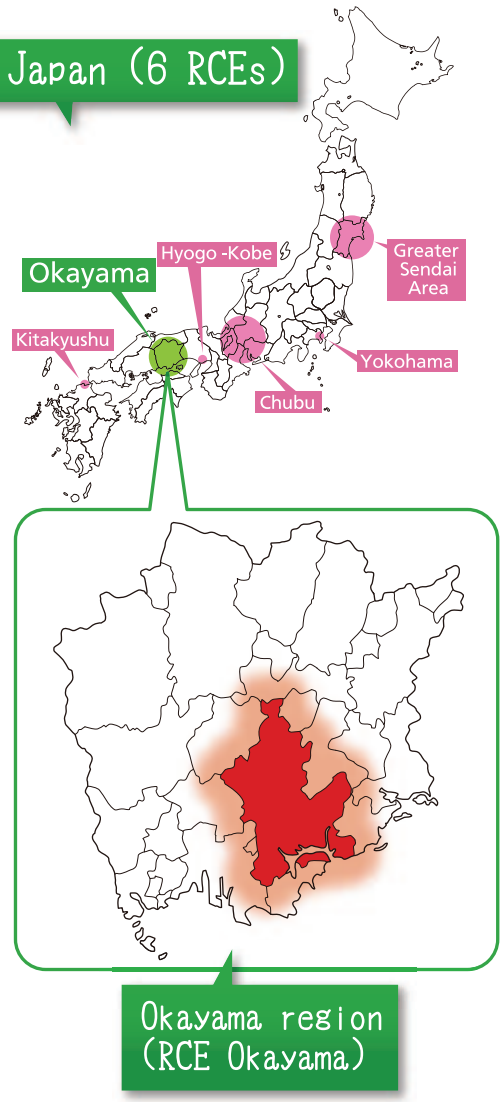 Japan (6 RCEs)
Greater
Sendai
Area
Hyogo -Kobe
Okayama
Kitakyushu
Yokohama
Chubu
Okayama region
(RCE Okayama)